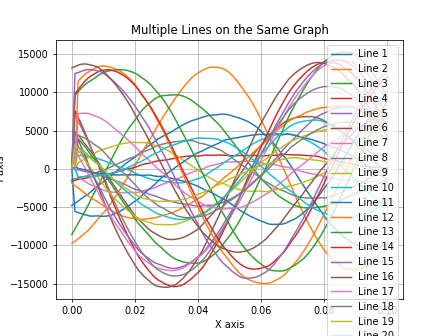 Multiple Lines on the Same Graph
15000
10000
5000
0
−5000
−10000
−15000
0.00
0.02
0.04
0.06
X axis
Line 1
Line 2
Line 3
Line 4
Line 5
Line 6
Line 7
Line 8
Line 9
Line 10
Line 11
Line 12
Line 13
Line 14
Line 15
Line 16
Line 17
Line 18
Line 19
Line 20